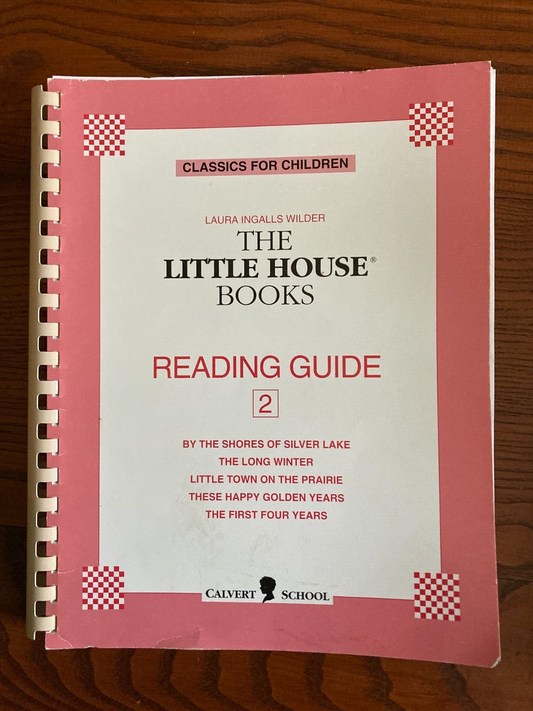 CLASSICS FOR CHILDREN
LAURA INGALLS WILDER
THE
LITTLE HOUSE®
BOOKS
READING GUIDE
2
BY THE SHORES OF SILVER LAKE
THE LONG WINTER
LITTLE TOWN ON THE PRAIRIE
THESE HAPPY GOLDEN YEARS
THE FIRST FOUR YEARS
CALVERT SCHOOL